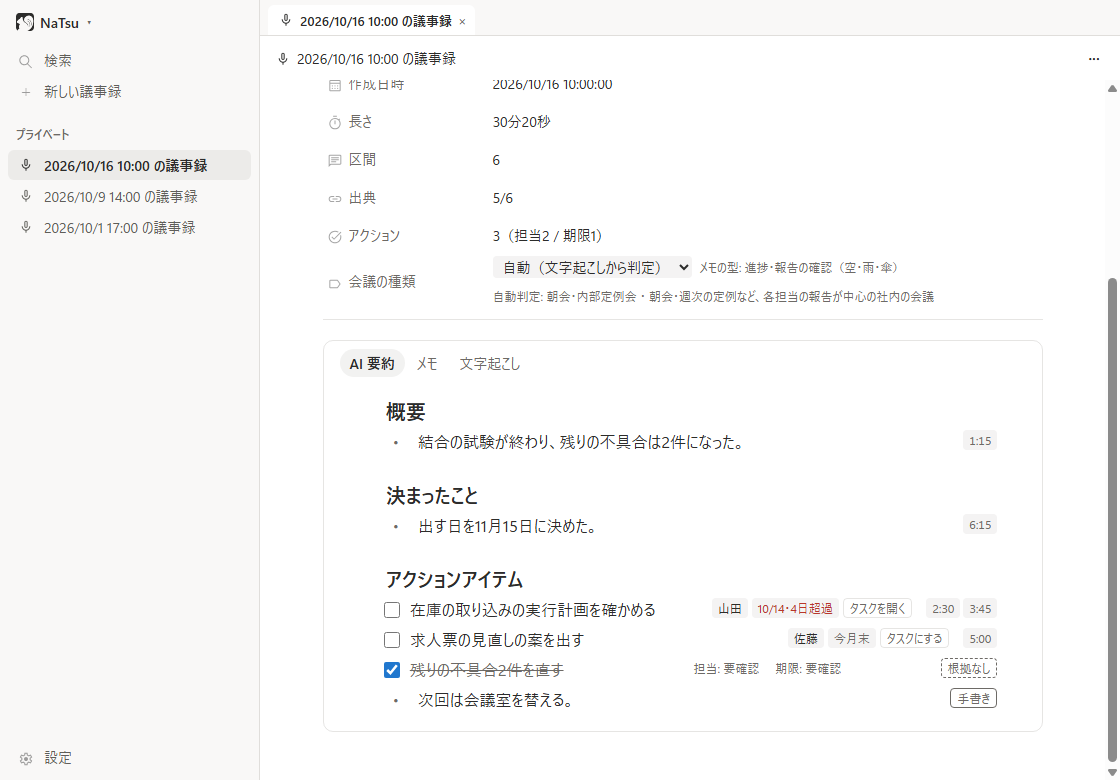 NaTsu
検索
新しい議事録
プライベート
2026/10/16 10:00 の議事録
2026/10/9 14:00 の議事録
2026/10/1 17:00 の議事録
設定
2026/10/16 10:00 の議事録 ×
2026/10/16 10:00 の議事録
作成日時 2026/10/16 10:00:00
長さ 30分20秒
区間 6
出典 5/6
アクション 3（担当2 / 期限1）
会議の種類 自動（文字起こしから判定） メモの型: 進捗・報告の確認（空・雨・傘）
自動判定: 朝会・内部定例会 ・ 朝会・週次の定例など、各担当の報告が中心の社内の会議
AI 要約 メモ 文字起こし
概要
・ 結合の試験が終わり、残りの不具合は2件になった。 1:15
決まったこと
・ 出す日を11月15日に決めた。 6:15
アクションアイテム
在庫の取り込みの実行計画を確かめる 山田 10/14・4日超過 タスクを開く 2:30 3:45
求人票の見直しの案を出す 佐藤 今月末 タスクにする 5:00
残りの不具合2件を直す 担当: 要確認 期限: 要確認 根拠なし
・ 次回は会議室を替える。 手書き